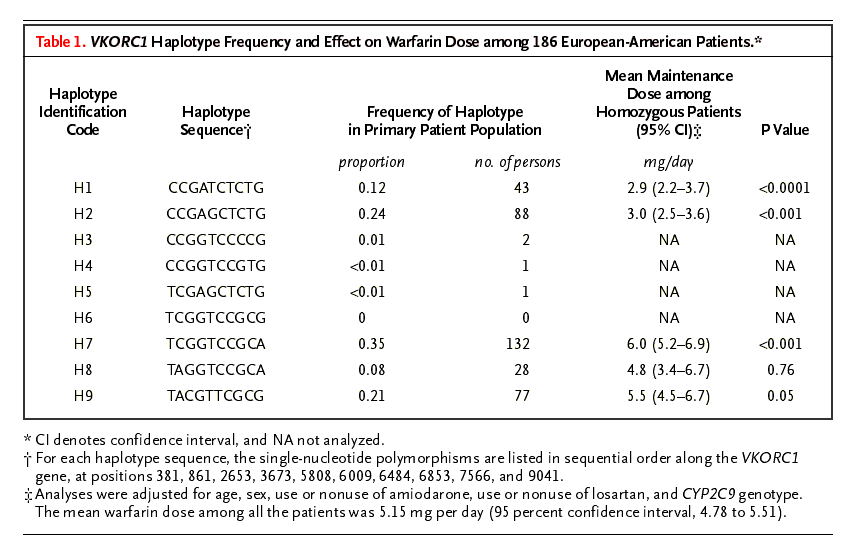 Table 1. VKORC1 Haplotype Frequency and Effect on Warfarin Dose among 186 European-American Patients.*
Haplotype Identification Code Haplotype Sequence† Frequency of Haplotype in Primary Patient Population Mean Maintenance Dose among Homozygous Patients (95% CI)‡ P Value
proportion no. of persons mg/day
H1 CCGATCTCTG 0.12 43 2.9 (2.2–3.7) <0.0001
H2 CCGAGCTCTG 0.24 88 3.0 (2.5–3.6) <0.001
H3 CCGGTCCCCG 0.01 2 NA NA
H4 CCGGTCCGTG <0.01 1 NA NA
H5 TCGAGCTCTG <0.01 1 NA NA
H6 TCGGTCCGCG 0 0 NA NA
H7 TCGGTCCGCA 0.35 132 6.0 (5.2–6.9) <0.001
H8 TAGGTCCGCA 0.08 28 4.8 (3.4–6.7) 0.76
H9 TACGTTCGCG 0.21 77 5.5 (4.5–6.7) 0.05
* CI denotes confidence interval, and NA not analyzed.
† For each haplotype sequence, the single-nucleotide polymorphisms are listed in sequential order along the VKORC1
gene, at positions 381, 861, 2653, 3673, 5808, 6009, 6484, 6853, 7566, and 9041.
‡ Analyses were adjusted for age, sex, use or nonuse of amiodarone, use or nonuse of losartan, and CYP2C9 genotype.
The mean warfarin dose among all the patients was 5.15 mg per day (95 percent confidence interval, 4.78 to 5.51).